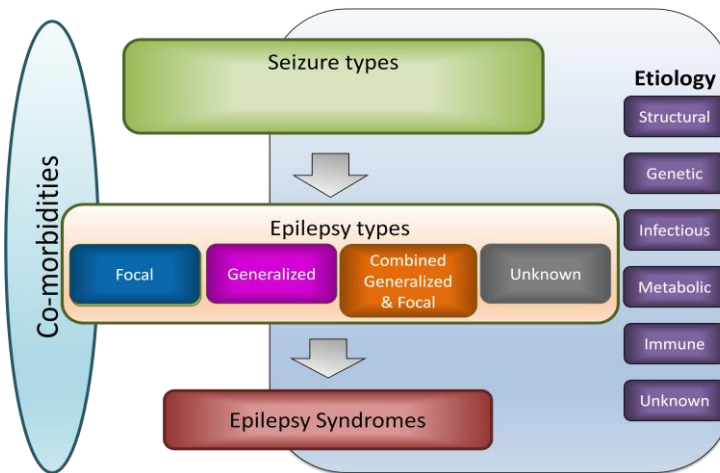 Seizure types
Etiology
Structural
Genetic
Infectious
Metabolic
Immune
Unknown
Co-morbidities
Epilepsy types
Focal
Generalized
Combined
Generalized
& Focal
Unknown
Epilepsy Syndromes